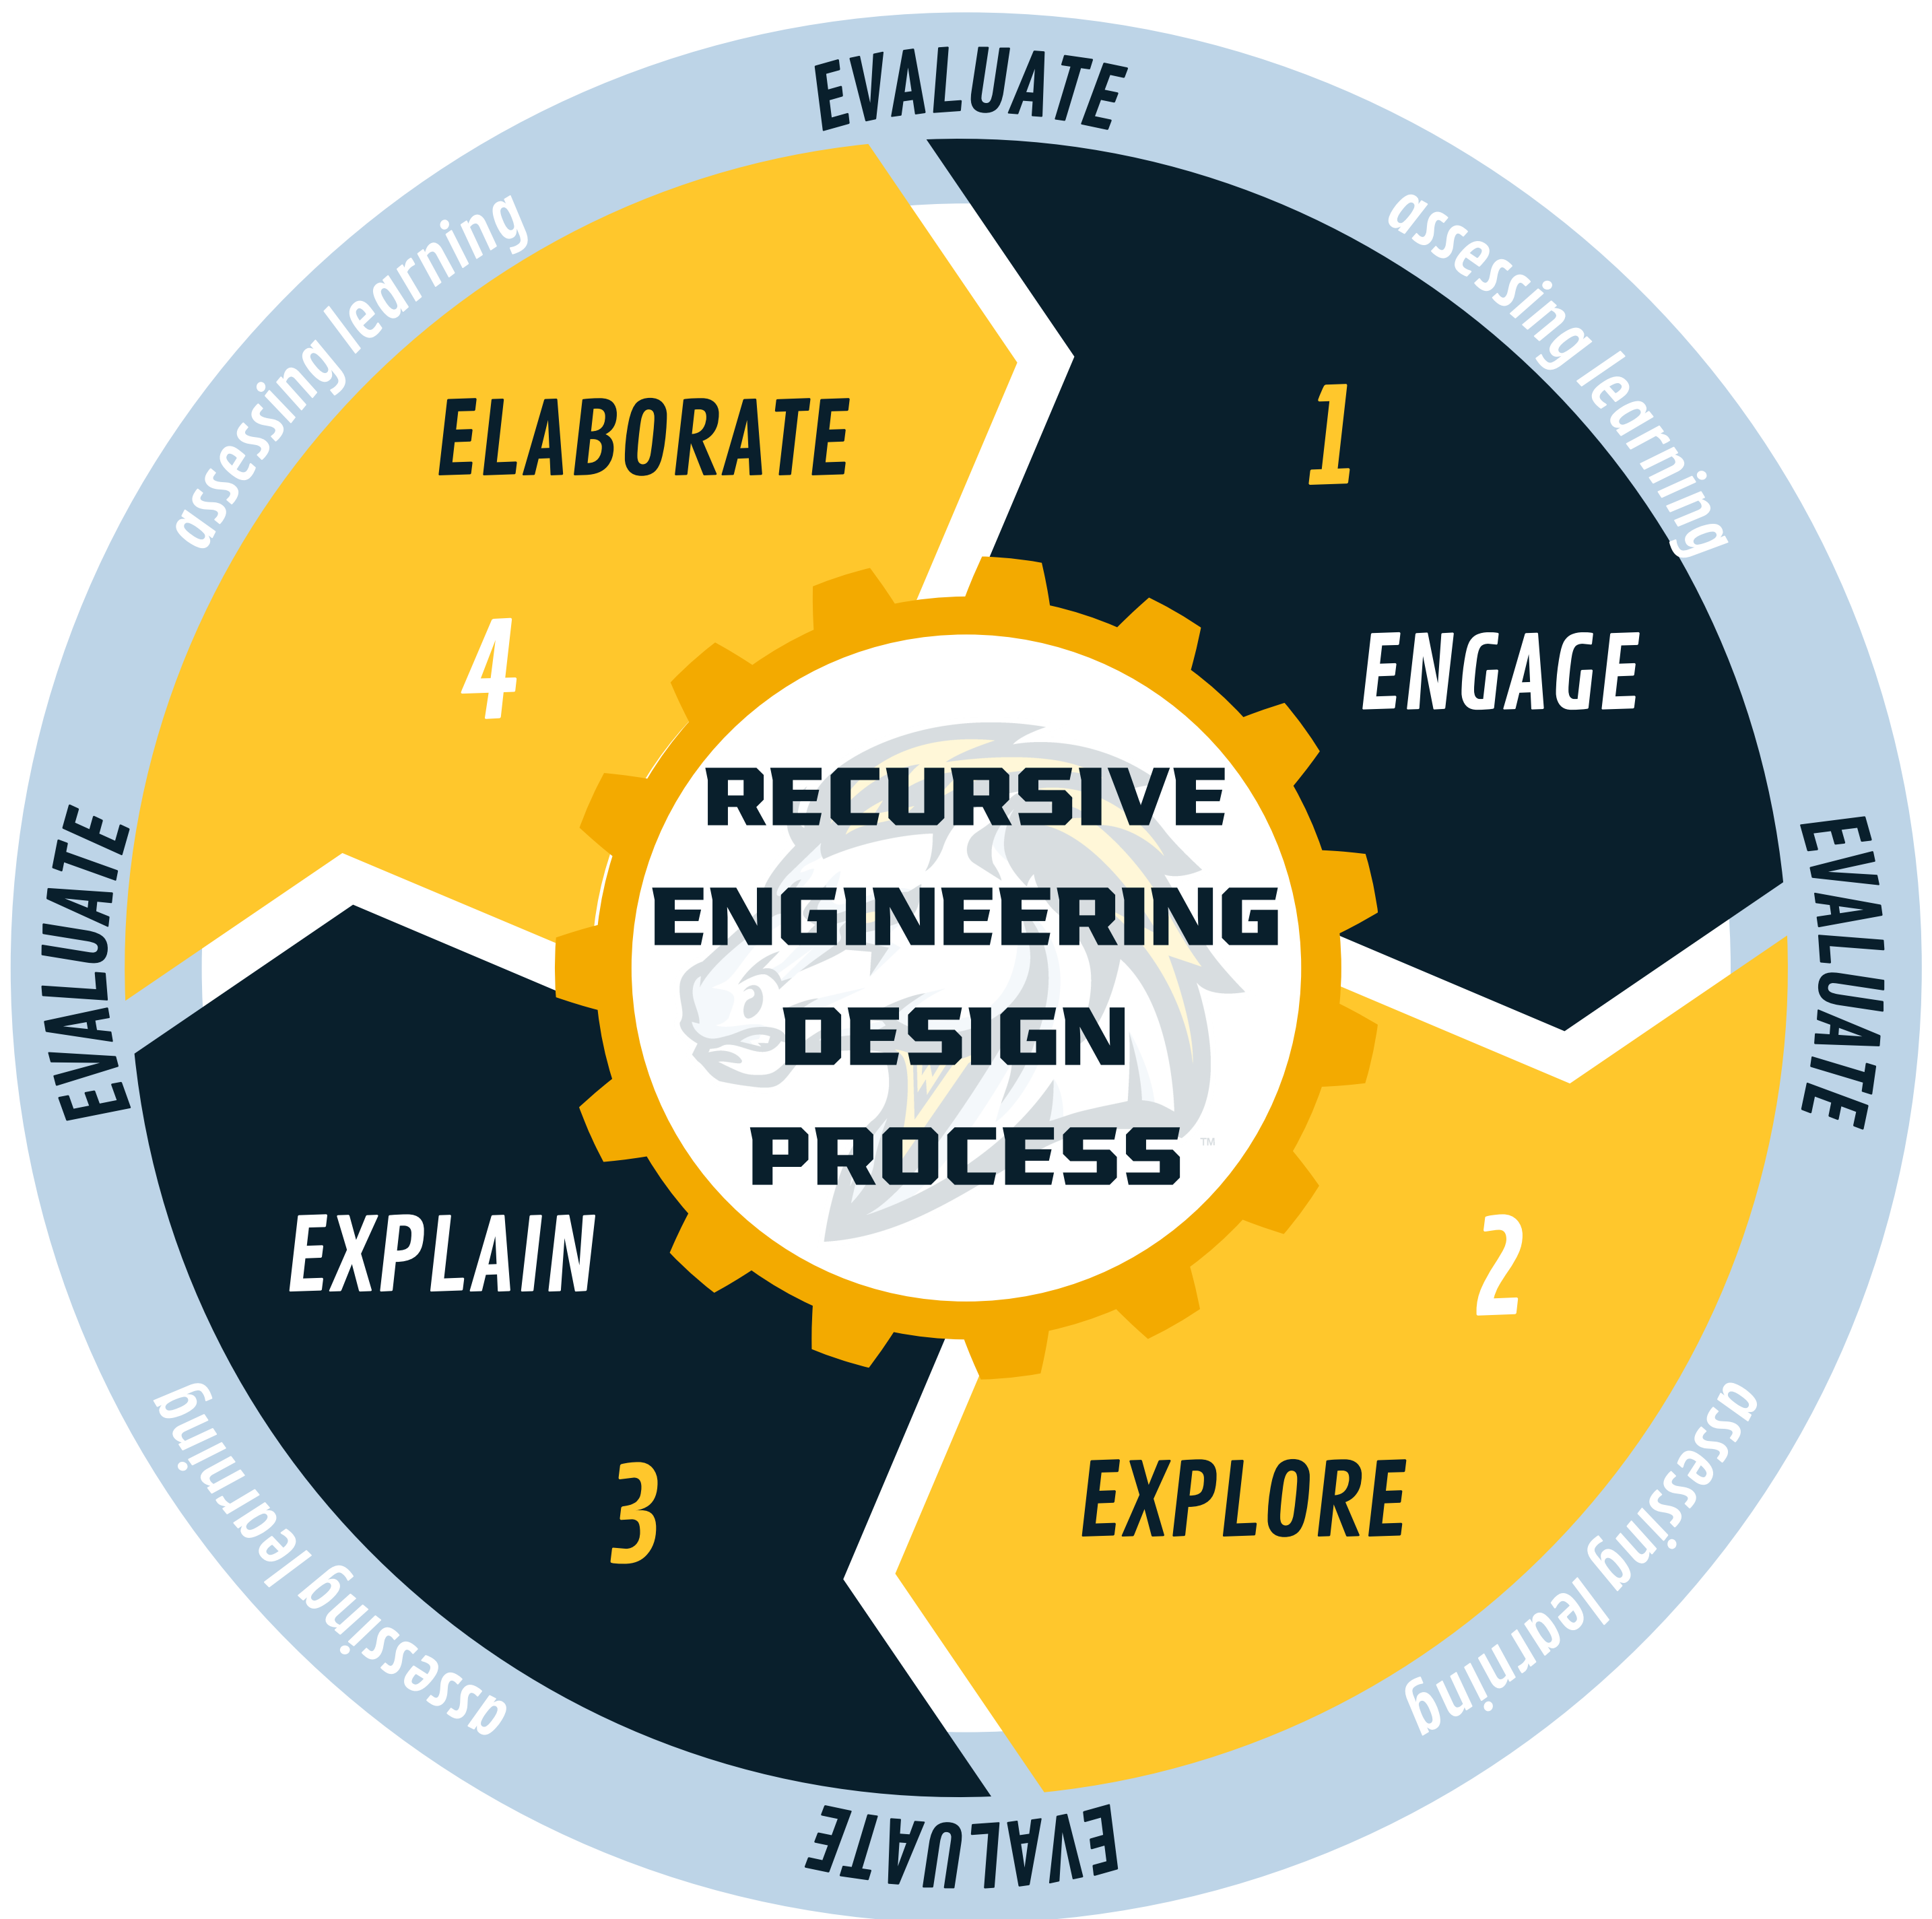 EVALUATE
assessing learning
assessing learning
ELABORATE
1
4
ENGAGE
RECURSIVE
ENGINEERING
DESIGN
PROCESS
™
EVALUATE
EVALUATE
EXPLAIN
2
3
EXPLORE
assessing learning
assessing learning
EVALUATE